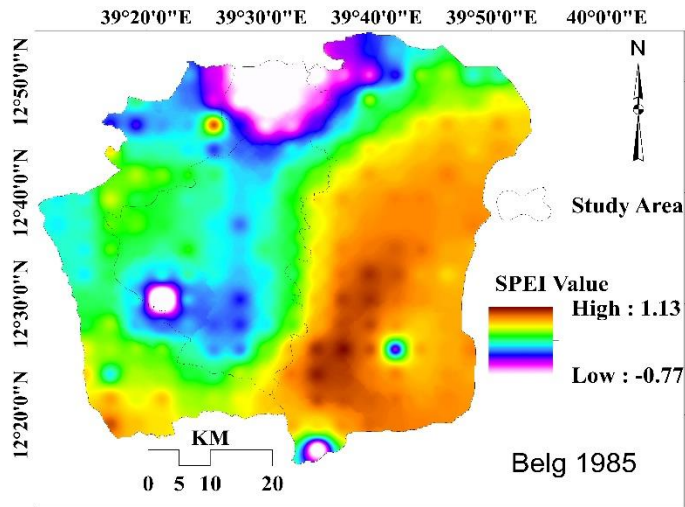 39°20'0"E 39°30'0"E 39°40'0"E 39°50'0"E 40°0'0"E
12°50'0"N
12°40'0"N
12°30'0"N
12°20'0"N
N
Study Area
SPEI Value
High : 1.13
Low : -0.77
KM
0 5 10 20
Belg 1985